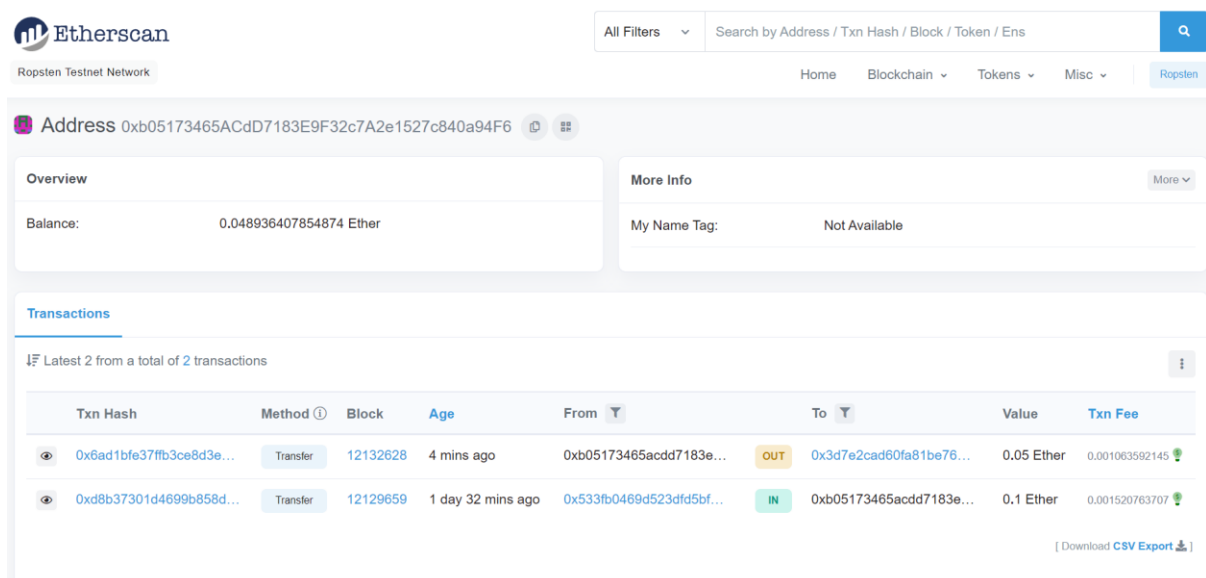 Etherscan
All Filters
Search by Address / Txn Hash / Block / Token / Ens
Ropsten Testnet Network
Home Blockchain Tokens Misc Ropsten
Address 0xb05173465ACdD7183E9F32c7A2e1527c840a94F6
Overview
Balance: 0.048936407854874 Ether
More Info More
My Name Tag: Not Available
Transactions
Latest 2 from a total of 2 transactions
Txn Hash Method Block Age From To Value Txn Fee
0x6ad1bfe37ffb3ce8d3e... Transfer 12132628 4 mins ago 0xb05173465acdd7183e... OUT 0x3d7e2cad60fa81be76... 0.05 Ether 0.001063592145
0xd8b37301d4699b858d... Transfer 12129659 1 day 32 mins ago 0x533fb0469d523dfd5bf... IN 0xb05173465acdd7183e... 0.1 Ether 0.001520763707
[ Download CSV Export ]